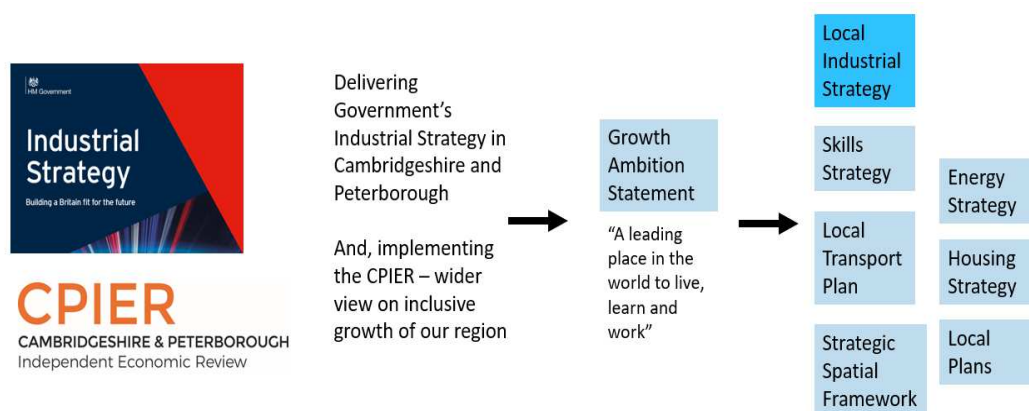 HM Government
Industrial
Strategy
Building a Britain fit for the future
CPIER
CAMBRIDGESHIRE & PETERBOROUGH
Independent Economic Review
Delivering
Government’s
Industrial Strategy in
Cambridgeshire and
Peterborough
And, implementing
the CPIER – wider
view on inclusive
growth of our region
Growth
Ambition
Statement
“A leading
place in the
world to live,
learn and
work”
Local
Industrial
Strategy
Skills
Strategy
Local
Transport
Plan
Strategic
Spatial
Framework
Energy
Strategy
Housing
Strategy
Local
Plans